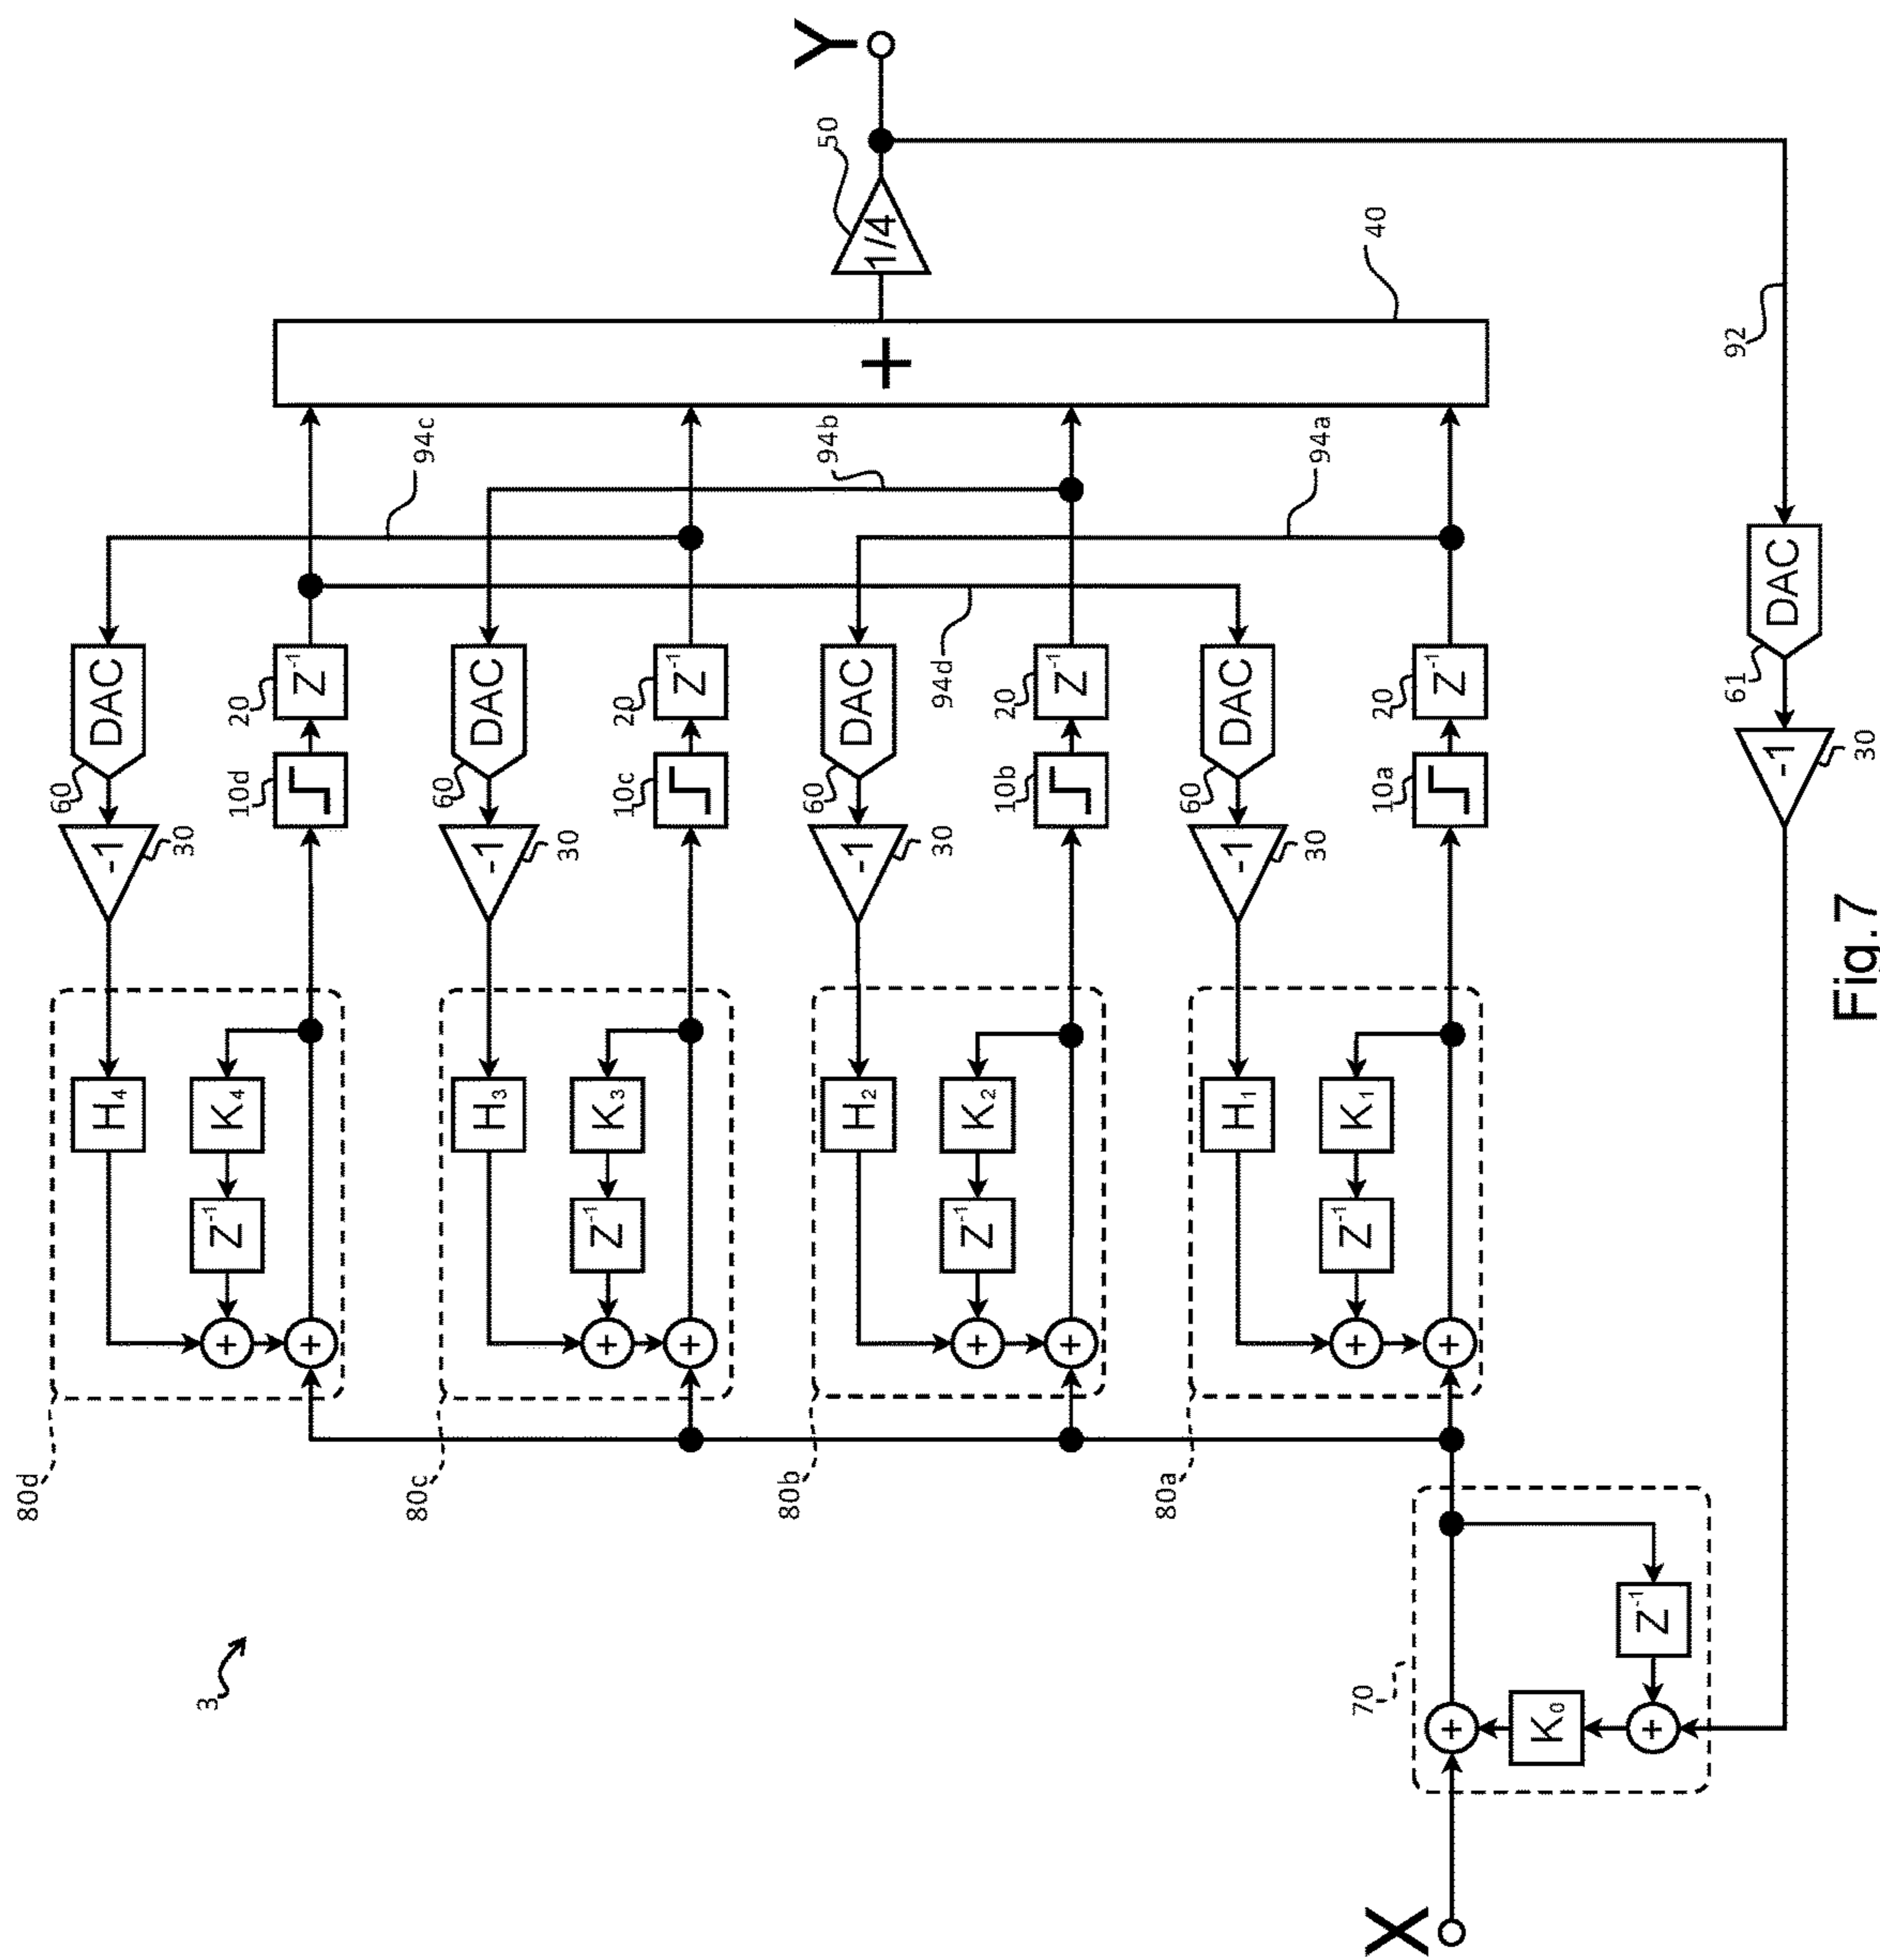 3
X
70
+
K₀
+
Z⁻¹
80d
H₄
K₄
Z⁻¹
+
+
-1
30
60
DAC
10d
20
Z⁻¹
94c
80c
H₃
K₃
Z⁻¹
+
+
-1
30
60
DAC
10c
20
Z⁻¹
94b
80b
H₂
K₂
Z⁻¹
+
+
-1
30
60
DAC
10b
20
Z⁻¹
94a
80a
H₁
K₁
Z⁻¹
+
+
-1
30
60
DAC
10a
20
Z⁻¹
94d
+
40
1/4
50
Y
92
61
DAC
-1
30
Fig.7